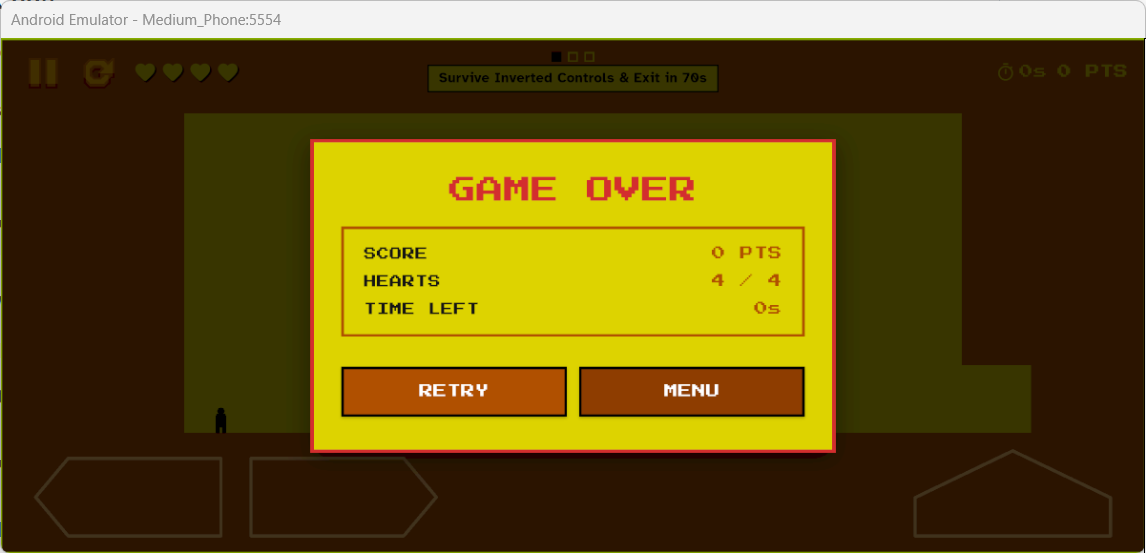 Android Emulator - Medium_Phone:5554
Survive Inverted Controls & Exit in 70s
0s 0 PTS
GAME OVER
SCORE 0 PTS
HEARTS 4 / 4
TIME LEFT 0s
RETRY MENU